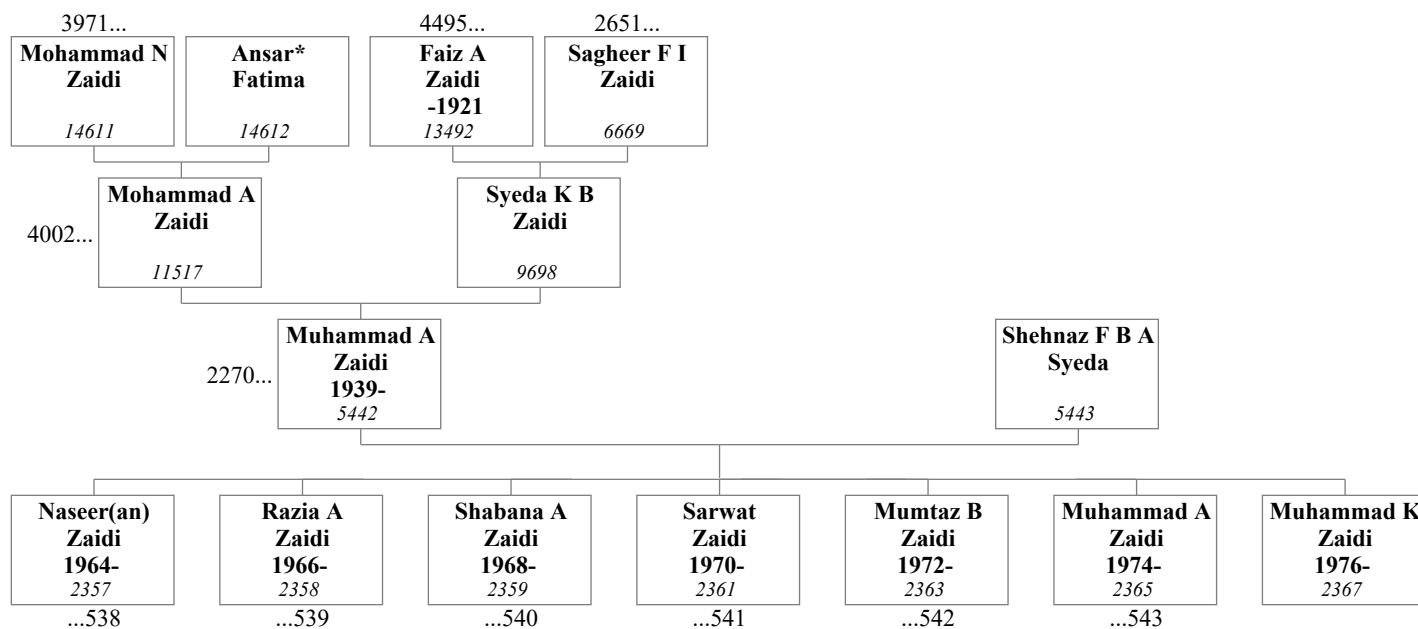 3971...
4495...
2651...
Mohammad N
Zaidi
14611
Ansar*
Fatima
14612
Faiz A
Zaidi
-1921
13492
Sagheer F I
Zaidi
6669
4002...
Mohammad A
Zaidi
11517
Syeda K B
Zaidi
9698
2270...
Muhammad A
Zaidi
1939-
5442
Shehnaz F B A
Syeda
5443
Naseer(an)
Zaidi
1964-
2357
...538
Razia A
Zaidi
1966-
2358
...539
Shabana A
Zaidi
1968-
2359
...540
Sarwat
Zaidi
1970-
2361
...541
Mumtaz B
Zaidi
1972-
2363
...542
Muhammad A
Zaidi
1974-
2365
...543
Muhammad K
Zaidi
1976-
2367